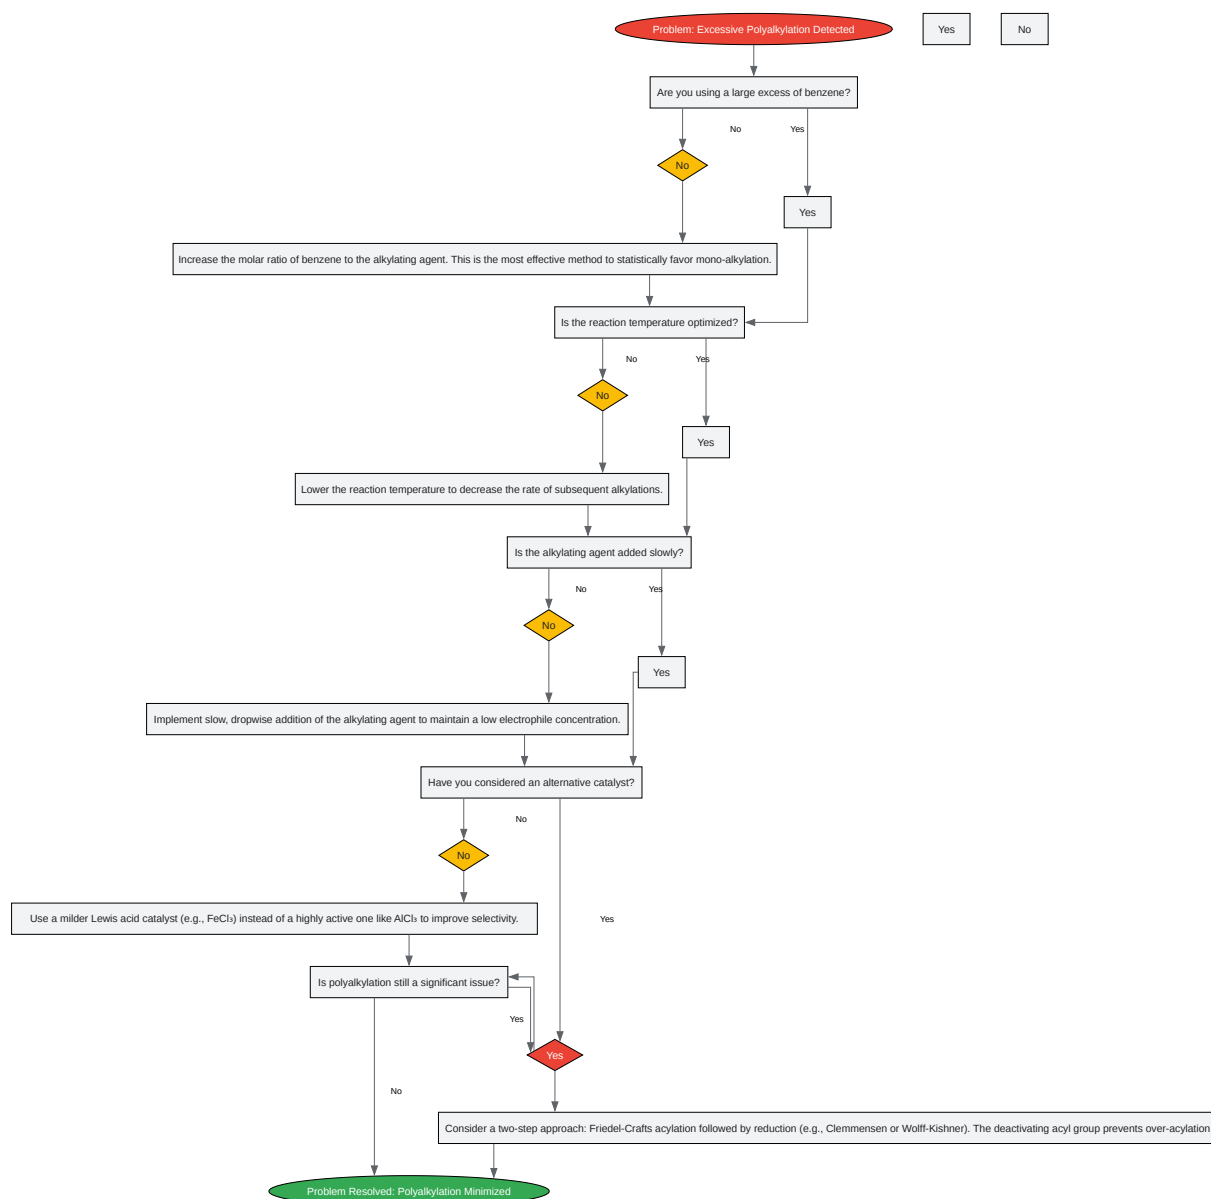 Problem: Excessive Polyalkylation Detected
Yes
No
Are you using a large excess of benzene?
No
Yes
No
Yes
Increase the molar ratio of benzene to the alkylating agent. This is the most effective method to statistically favor mono-alkylation.
Is the reaction temperature optimized?
No
Yes
No
Yes
Lower the reaction temperature to decrease the rate of subsequent alkylations.
Is the alkylating agent added slowly?
No
Yes
No
Yes
Implement slow, dropwise addition of the alkylating agent to maintain a low electrophile concentration.
Have you considered an alternative catalyst?
No
No
Use a milder Lewis acid catalyst (e.g., FeCl₃) instead of a highly active one like AlCl₃ to improve selectivity.
Yes
Is polyalkylation still a significant issue?
Yes
Yes
No
Consider a two-step approach: Friedel-Crafts acylation followed by reduction (e.g., Clemmensen or Wolff-Kishner). The deactivating acyl group prevents over-acylation
Problem Resolved: Polyalkylation Minimized